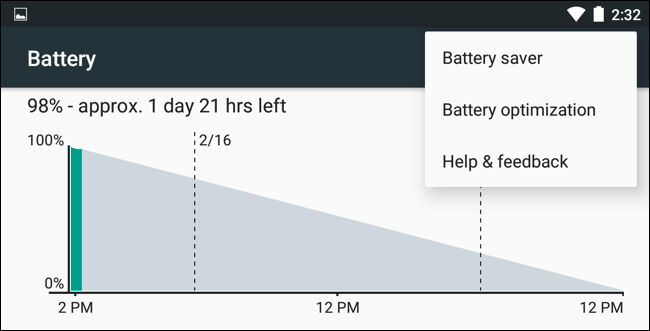 2:32
Battery
Battery saver
Battery optimization
Help & feedback
98% - approx. 1 day 21 hrs left
100%
2/16
0%
2 PM
12 PM
12 PM